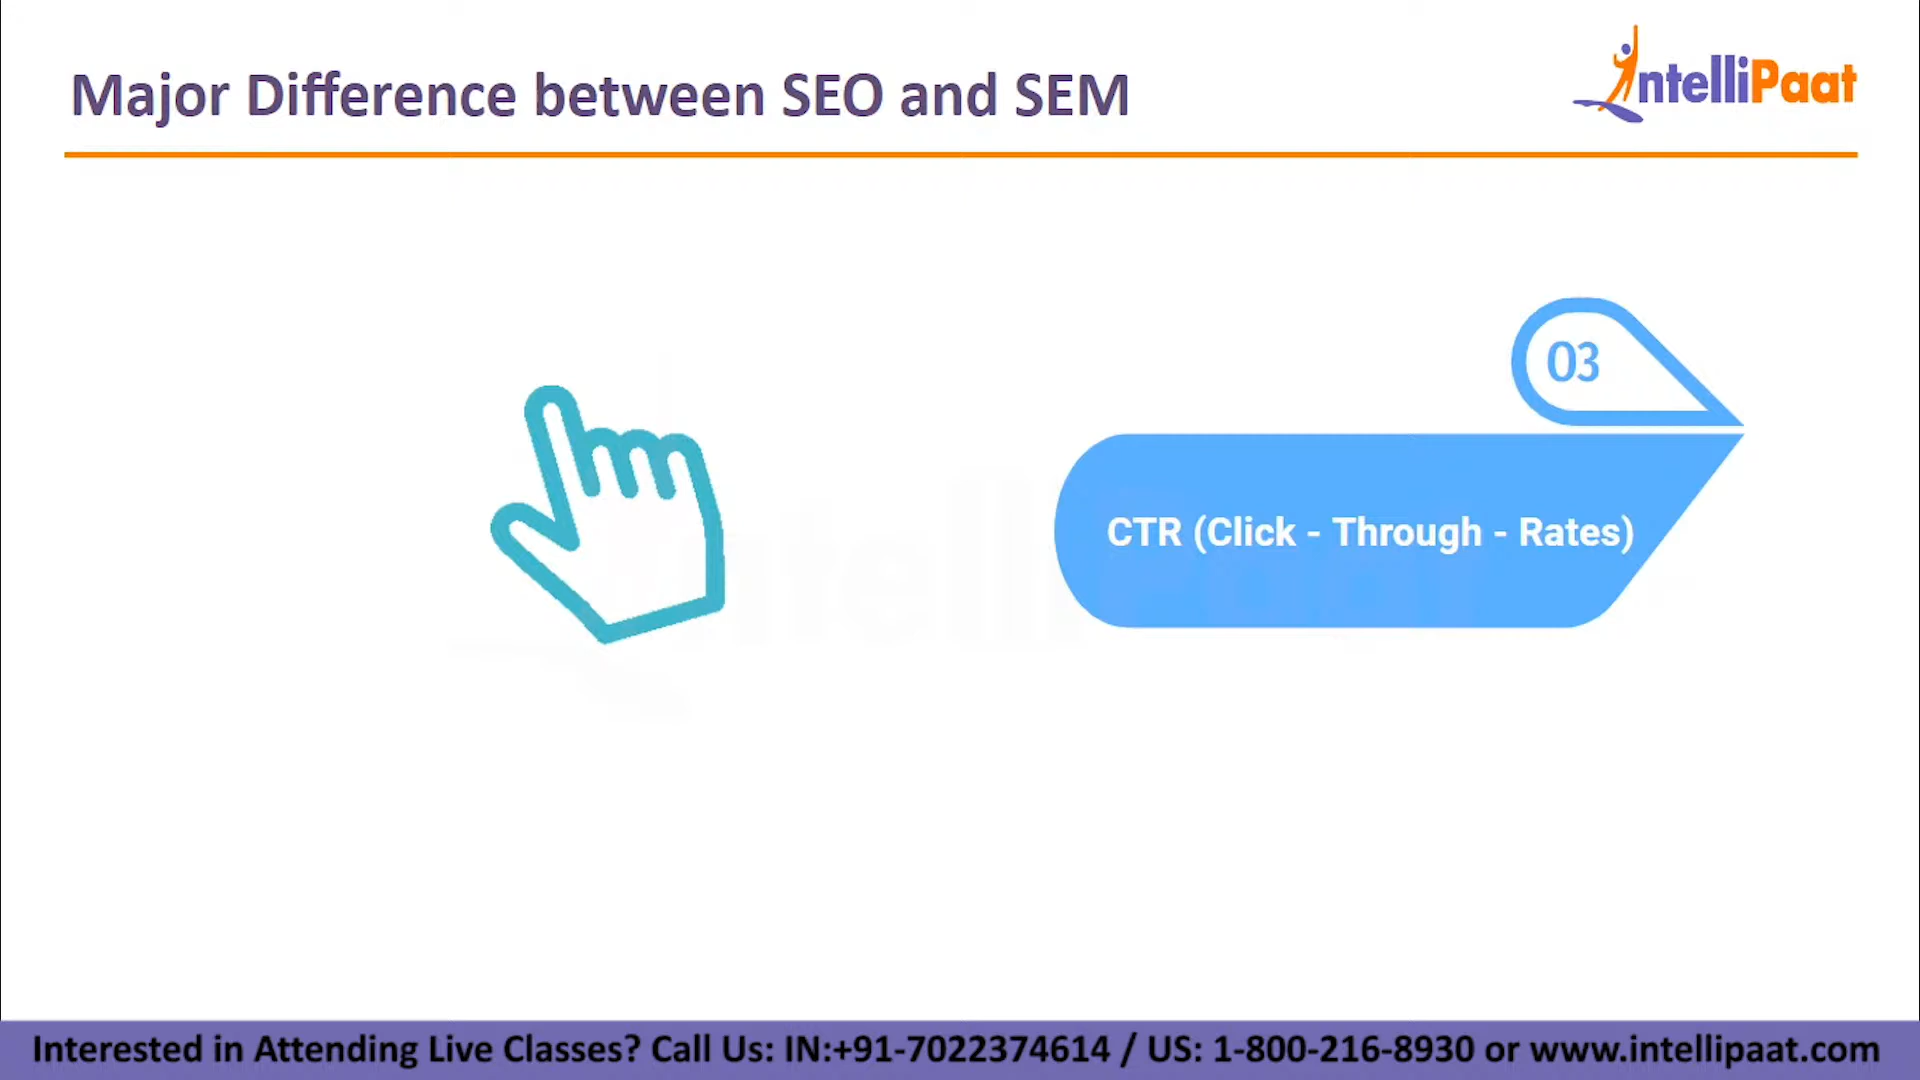 Major Difference between SEO and SEM
IntelliPaat
03
CTR (Click - Through - Rates)
Interested in Attending Live Classes? Call Us: IN:+91-7022374614 / US: 1-800-216-8930 or www.intellipaat.com